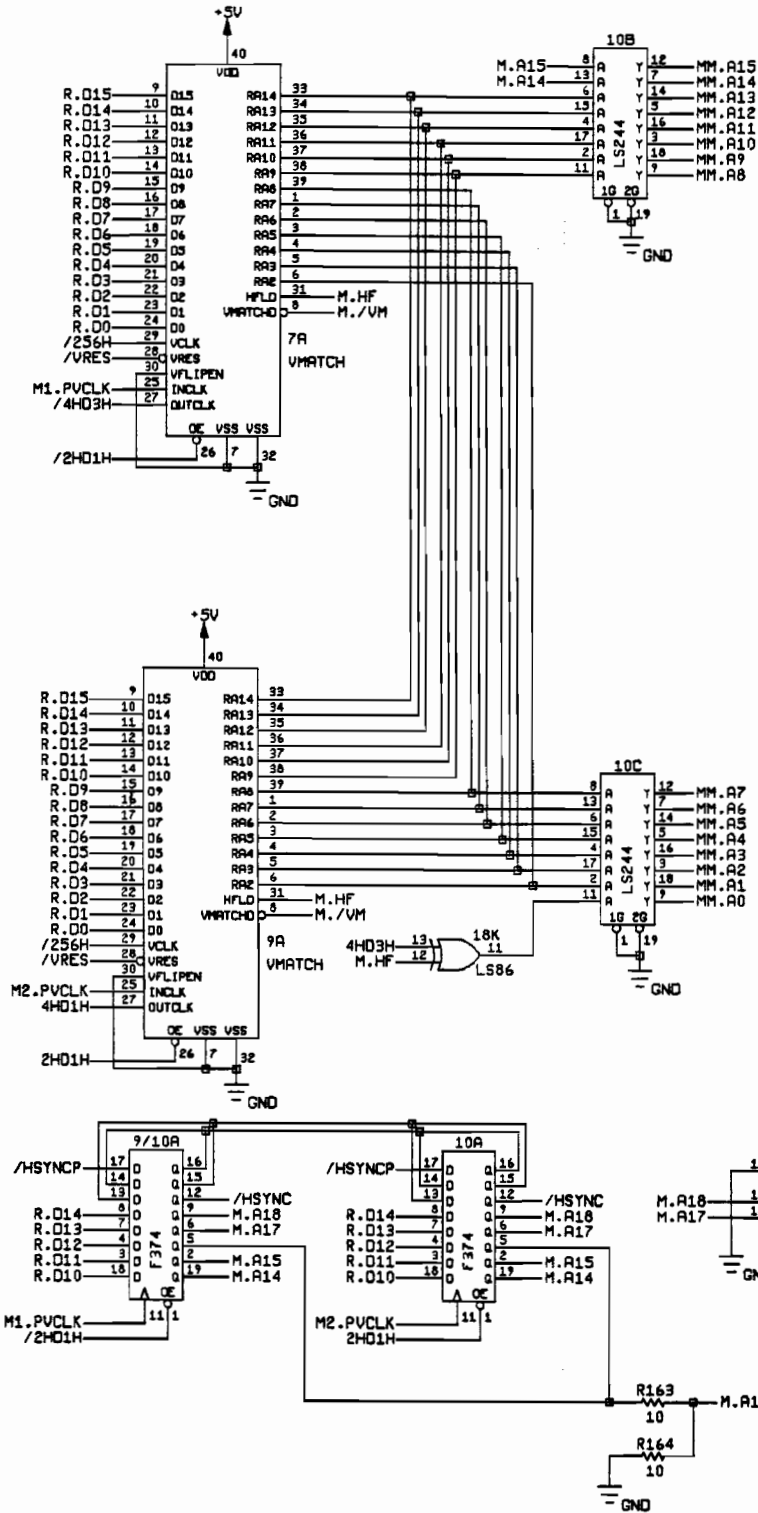 +5V
40
VDD
R.D15 9 D15 RA14 33
R.D14 10 D14 RA13 34
R.D13 11 D13 RA12 35
R.D12 12 D12 RA11 36
R.D11 13 D11 RA10 37
R.D10 14 D10 RA9 38
R.D9 15 D9 RA8 39
R.D8 16 D8 RA7 1
R.D7 17 D7 RA6 2
R.D6 18 D6 RA5 3
R.D5 19 D5 RA4 4
R.D4 20 D4 RA3 5
R.D3 21 D3 RA2 6
R.D2 22 D2 HFLD 31 M.HF
R.D1 23 D1 VMATCHD 8 M./VM
R.D0 24 D0
/256H 29 VCLK
/VRES 28 VRES
30 VFLIPEN
M1.PVCLK 25 INCLK
/4HD3H 27 OUTCLK
7A
VMATCH
OE VSS VSS
/2HD1H 26 7 32
GND
10B
M.A15 8 A Y 12 MM.A15
M.A14 13 A Y 7 MM.A14
6 A Y 14 MM.A13
15 A Y 5 MM.A12
4 A Y 16 MM.A11
17 A Y 3 MM.A10
2 A Y 18 MM.A9
11 A Y 9 MM.A8
LS244
1G 2G
1 19
GND
+5V
40
VDD
R.D15 9 D15 RA14 33
R.D14 10 D14 RA13 34
R.D13 11 D13 RA12 35
R.D12 12 D12 RA11 36
R.D11 13 D11 RA10 37
R.D10 14 D10 RA9 38
R.D9 15 D9 RA8 39
R.D8 16 D8 RA7 1
R.D7 17 D7 RA6 2
R.D6 18 D6 RA5 3
R.D5 19 D5 RA4 4
R.D4 20 D4 RA3 5
R.D3 21 D3 RA2 6
R.D2 22 D2 HFLD 31 M.HF
R.D1 23 D1 VMATCHD 8 M./VM
R.D0 24 D0
/256H 29 VCLK
/VRES 28 VRES
30 VFLIPEN
M2.PVCLK 25 INCLK
4HD1H 27 OUTCLK
9A
VMATCH
OE VSS VSS
2HD1H 26 7 32
GND
10C
8 A Y 12 MM.A7
13 A Y 7 MM.A6
6 A Y 14 MM.A5
15 A Y 5 MM.A4
4 A Y 16 MM.A3
17 A Y 3 MM.A2
2 A Y 18 MM.A1
11 A Y 9 MM.A0
LS244
1G 2G
1 19
GND
4HD3H 13 18K 11
M.HF 12 LS86
9/10A
/HSYNCP 17 D Q 16
14 D Q 15
13 D Q 12 /HSYNC
R.D14 8 D Q 9 M.A18
R.D13 7 D Q 6 M.A17
R.D12 4 D Q 5
R.D11 3 D Q 2 M.A15
R.D10 18 D Q 19 M.A14
F374
OE
M1.PVCLK 11 1
/2HD1H
10A
/HSYNCP 17 D Q 16
14 D Q 15
13 D Q 12 /HSYNC
R.D14 8 D Q 9 M.A18
R.D13 7 D Q 6 M.A17
R.D12 4 D Q 5
R.D11 3 D Q 2 M.A15
R.D10 18 D Q 19 M.A14
F374
OE
M2.PVCLK 11 1
2HD1H
M.A18
M.A17
R163
10
M.A1
R164
10
GND